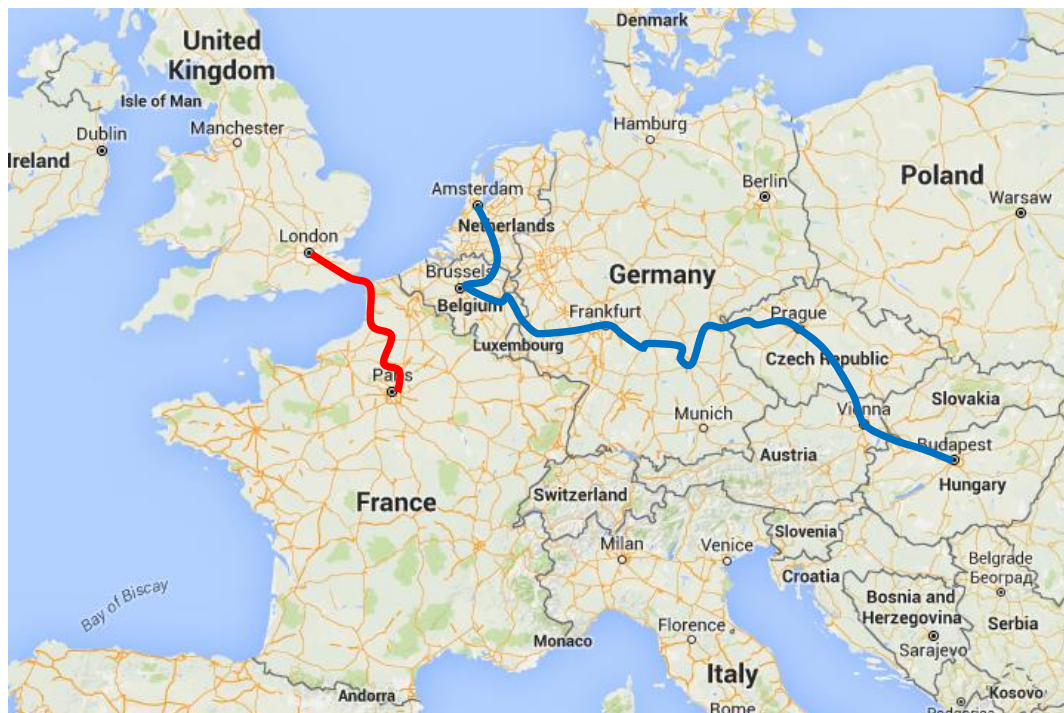 Denmark
United
Kingdom
Isle of Man
Hamburg
Manchester
Dublin
Ireland
Poland
Berlin
Amsterdam
Warsaw
Netherlands
London
Brussels
Germany
Belgium
Frankfurt
Prague
Luxembourg
Czech Republic
Paris
Slovakia
Munich
Vienna
Budapest
Austria
Hungary
Switzerland
France
Slovenia
Milan
Venice
Belgrade
Београд
Croatia
Bay of Biscay
Bosnia and
Herzegovina
Serbia
Florence
Monaco
Sarajevo
Italy
Andorra
Kosovo
Rome